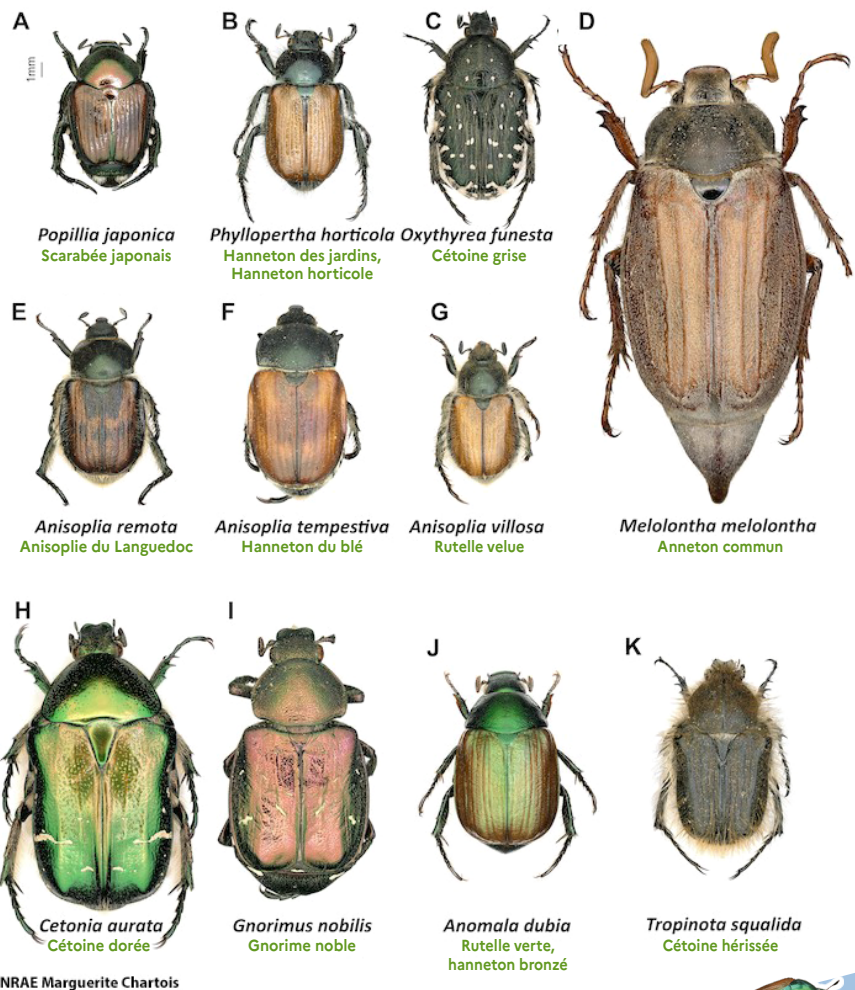 A
B
C
D
1mm
Popillia japonica
Scarabée japonais
Phyllopertha horticola
Hanneton des jardins,
Hanneton horticole
Oxythyrea funesta
Cétoine grise
E
F
G
Anisoplia remota
Anisoplie du Languedoc
Anisoplia tempestiva
Hanneton du blé
Anisoplia villosa
Rutelle velue
Melolontha melolontha
Anneton commun
H
I
J
K
Cetonia aurata
Cétoine dorée
Gnorimus nobilis
Gnorime noble
Anomala dubia
Rutelle verte,
hanneton bronzé
Tropinota squalida
Cétoine hérissée
NRAE Marguerite Chartois